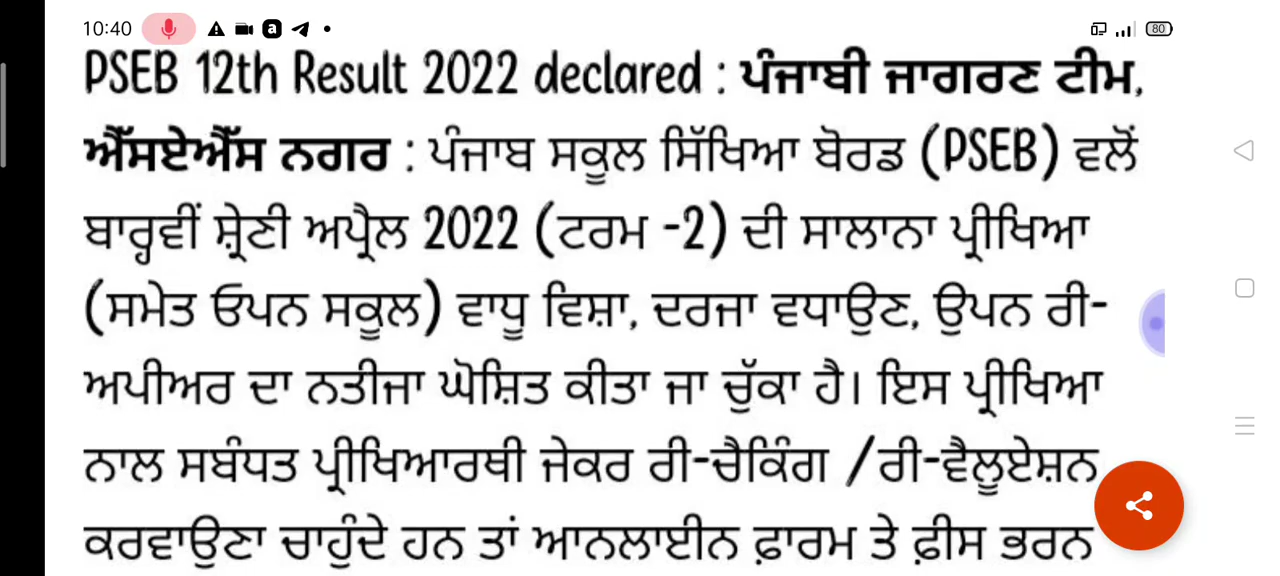 10:40
80
PSEB 12th Result 2022 declared : ਪੰਜਾਬੀ ਜਾਗਰਣ ਟੀਮ,
ਐੱਸਏਐੱਸ ਨਗਰ : ਪੰਜਾਬ ਸਕੂਲ ਸਿੱਖਿਆ ਬੋਰਡ (PSEB) ਵਲੋਂ
ਬਾਰ੍ਹਵੀਂ ਸ਼੍ਰੇਣੀ ਅਪ੍ਰੈਲ 2022 (ਟਰਮ -2) ਦੀ ਸਾਲਾਨਾ ਪ੍ਰੀਖਿਆ
(ਸਮੇਤ ਓਪਨ ਸਕੂਲ) ਵਾਧੂ ਵਿਸ਼ਾ, ਦਰਜਾ ਵਧਾਉਣ, ਉਪਨ ਰੀ-
ਅਪੀਅਰ ਦਾ ਨਤੀਜਾ ਘੋਸ਼ਿਤ ਕੀਤਾ ਜਾ ਚੁੱਕਾ ਹੈ। ਇਸ ਪ੍ਰੀਖਿਆ
ਨਾਲ ਸਬੰਧਤ ਪ੍ਰੀਖਿਆਰਥੀ ਜੇਕਰ ਰੀ-ਚੈਕਿੰਗ /ਰੀ-ਵੈਲੂਏਸ਼ਨ
ਕਰਵਾਉਣਾ ਚਾਹੁੰਦੇ ਹਨ ਤਾਂ ਆਨਲਾਈਨ ਫ਼ਾਰਮ ਤੇ ਫ਼ੀਸ ਭਰਨ